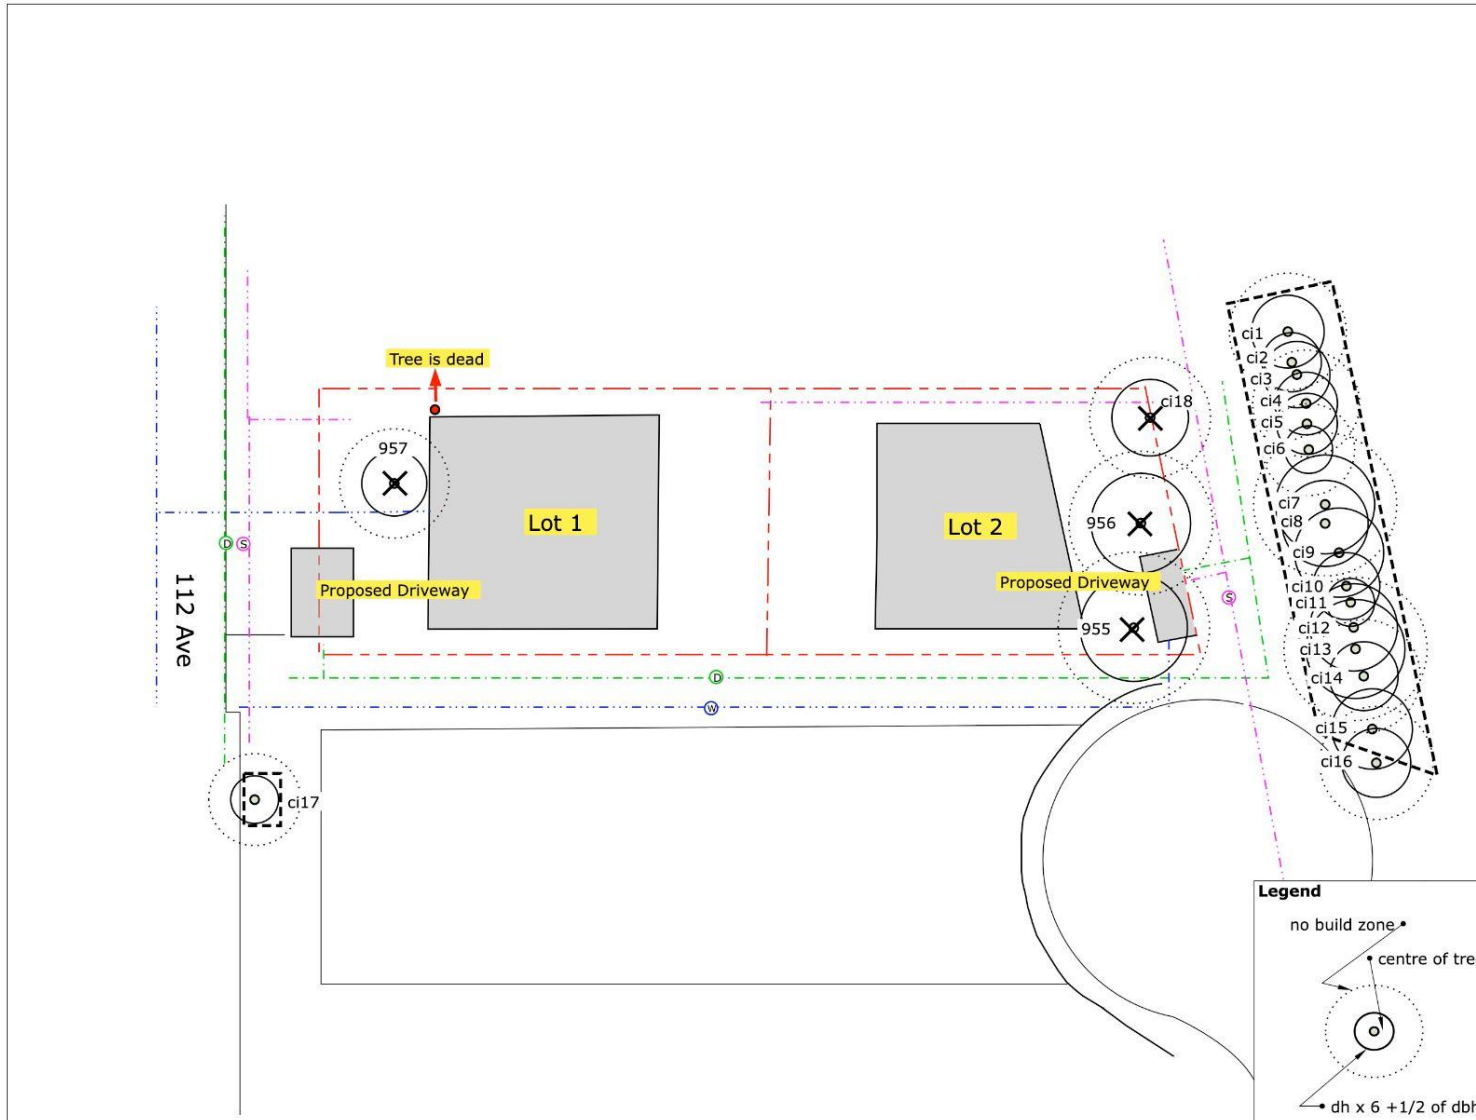 Tree is dead
957
Lot 1
Proposed Driveway
112 Ave
D
S
ci18
956
Lot 2
Proposed Driveway
955
S
D
W
ci17
ci1
ci2
ci3
ci4
ci5
ci6
ci7
ci8
ci9
ci10
ci11
ci12
ci13
ci14
ci15
ci16
Legend
no build zone
centre of tre
dh x 6 +1/2 of dbh